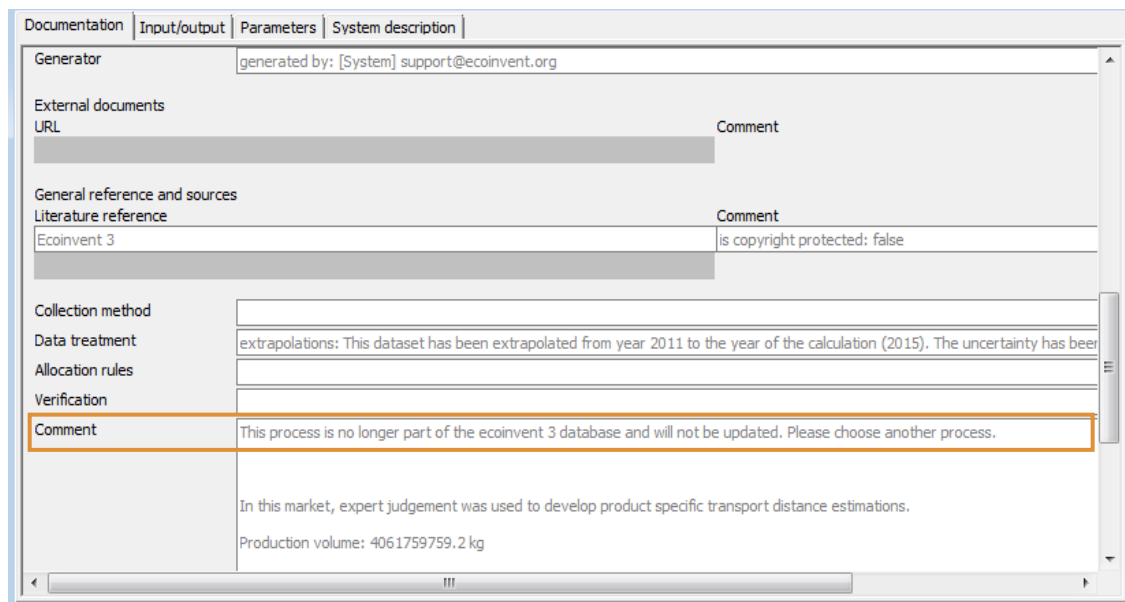 Documentation Input/output Parameters System description
Generator generated by: [System] support@ecoinvent.org
External documents
URL Comment
General reference and sources
Literature reference Comment
Ecoinvent 3 is copyright protected: false
Collection method
Data treatment extrapolations: This dataset has been extrapolated from year 2011 to the year of the calculation (2015). The uncertainty has been
Allocation rules
Verification
Comment This process is no longer part of the ecoinvent 3 database and will not be updated. Please choose another process.
In this market, expert judgement was used to develop product specific transport distance estimations.
Production volume: 4061759759.2 kg